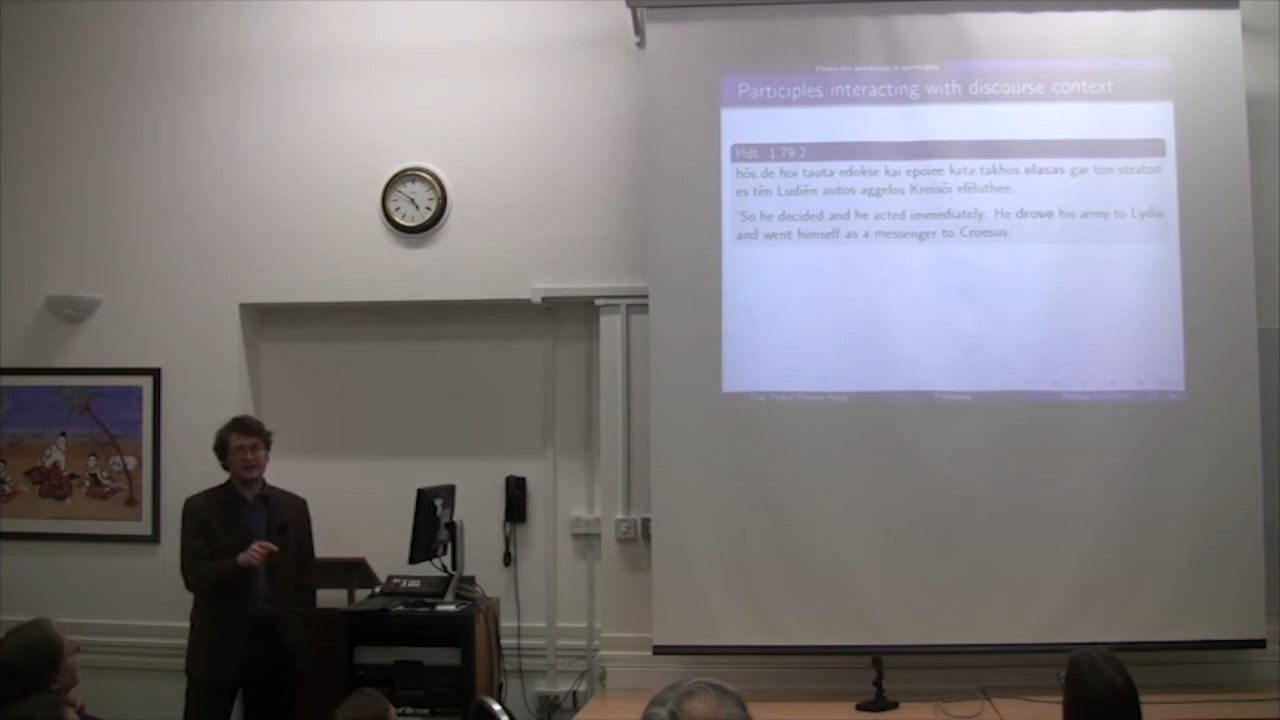 Participles interacting with discourse context
Hdt. 1.79.2
hōs de hoi tauta edokse kai epoiee kata takhos elasas gar ton straton
es tēn Ludiēn autos aggelos Kroisōi elēluthee
'So he decided and he acted immediately: He drove his army to Lydia
and went himself as a messenger to Croesus.'